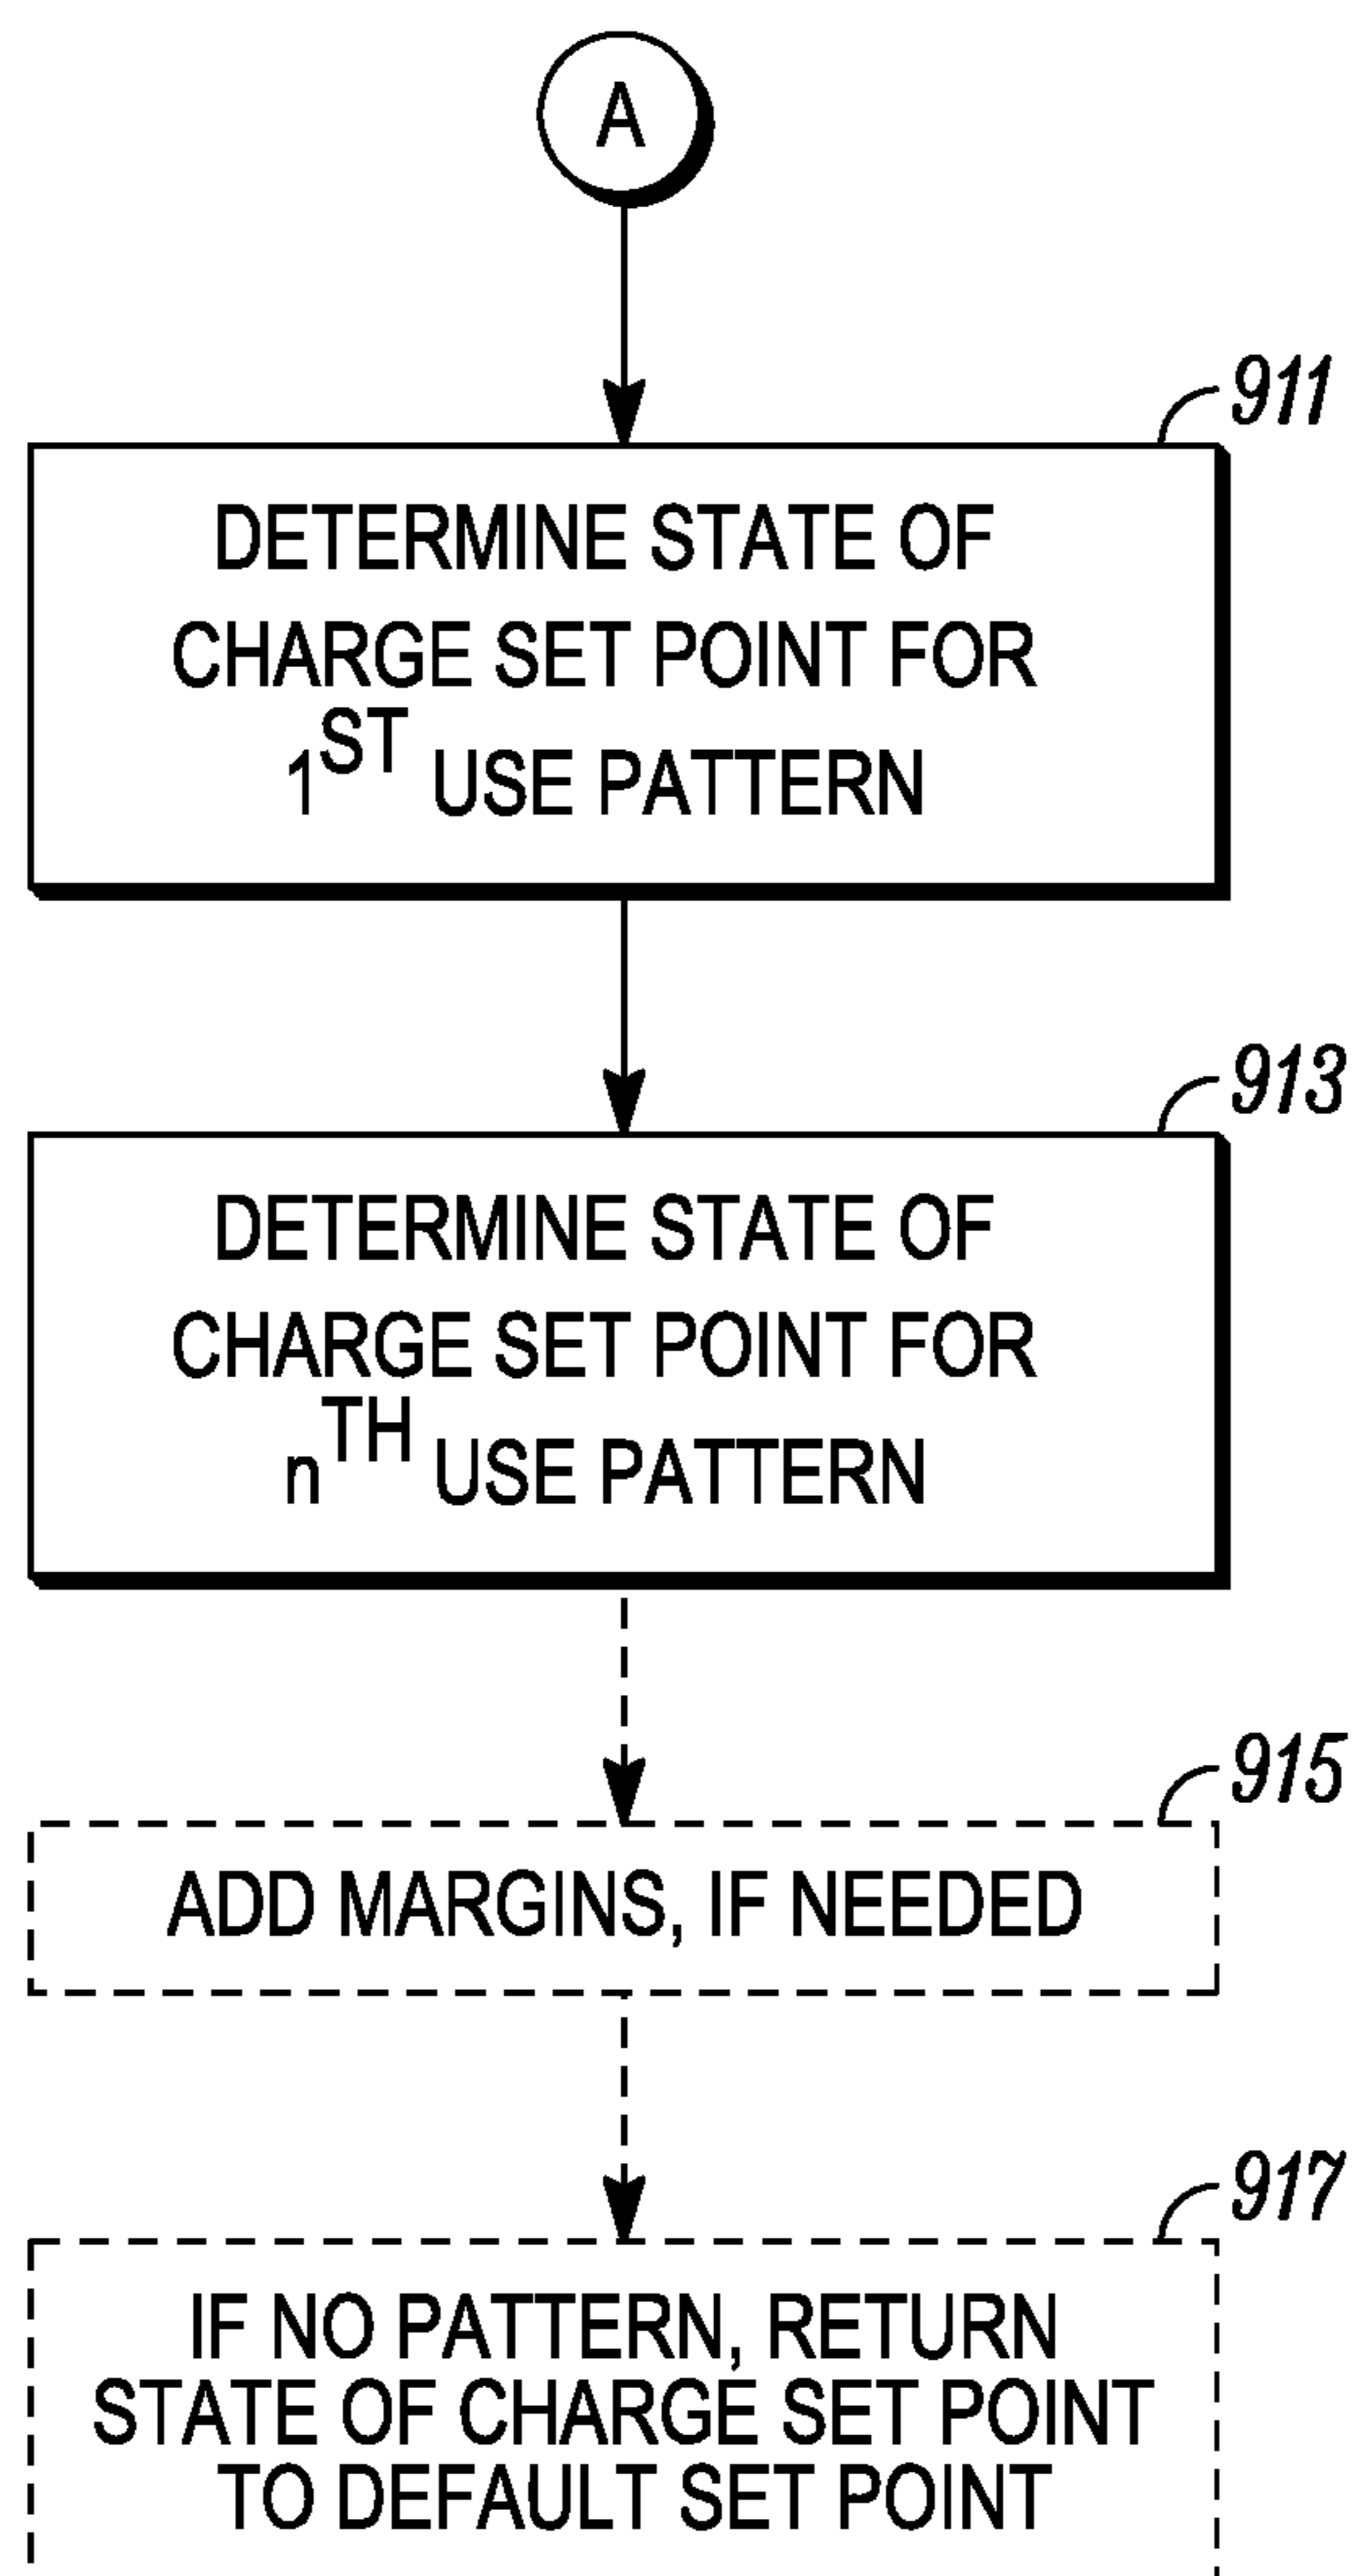 A
911
DETERMINE STATE OF
CHARGE SET POINT FOR
1ST USE PATTERN
913
DETERMINE STATE OF
CHARGE SET POINT FOR
nTH USE PATTERN
915
ADD MARGINS, IF NEEDED
917
IF NO PATTERN, RETURN
STATE OF CHARGE SET POINT
TO DEFAULT SET POINT